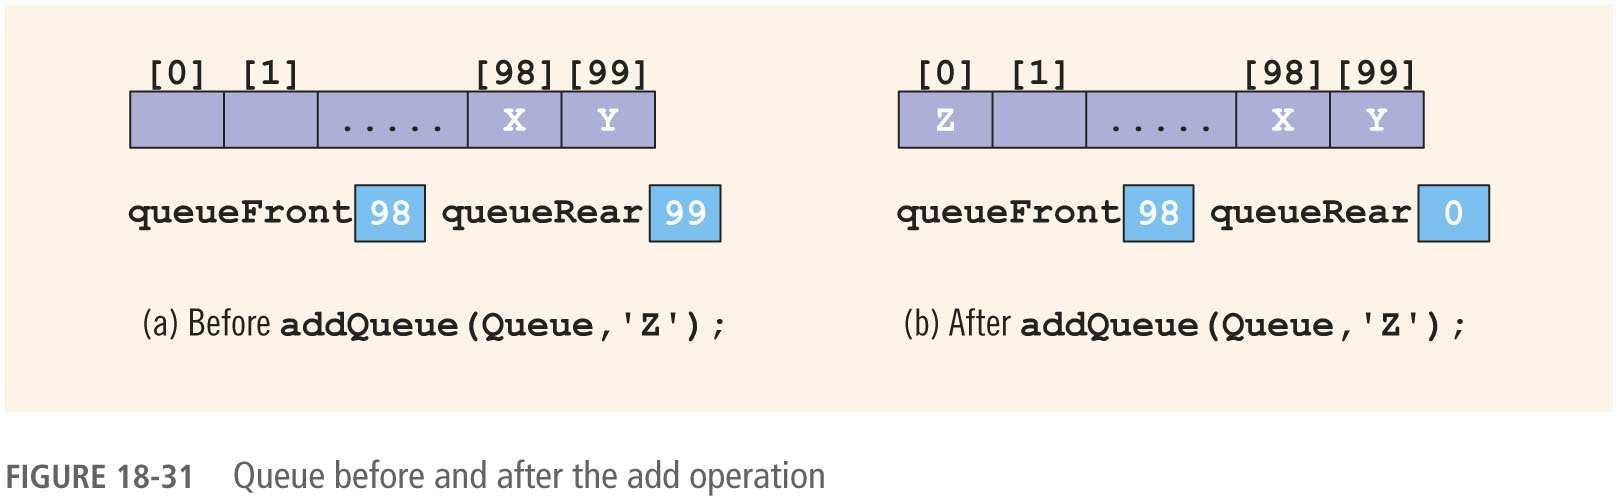 [0] [1] [98] [99]
..... X Y
queueFront 98 queueRear 99
(a) Before addQueue(Queue,'Z');
[0] [1] [98] [99]
Z ..... X Y
queueFront 98 queueRear 0
(b) After addQueue(Queue,'Z');
FIGURE 18-31 Queue before and after the add operation